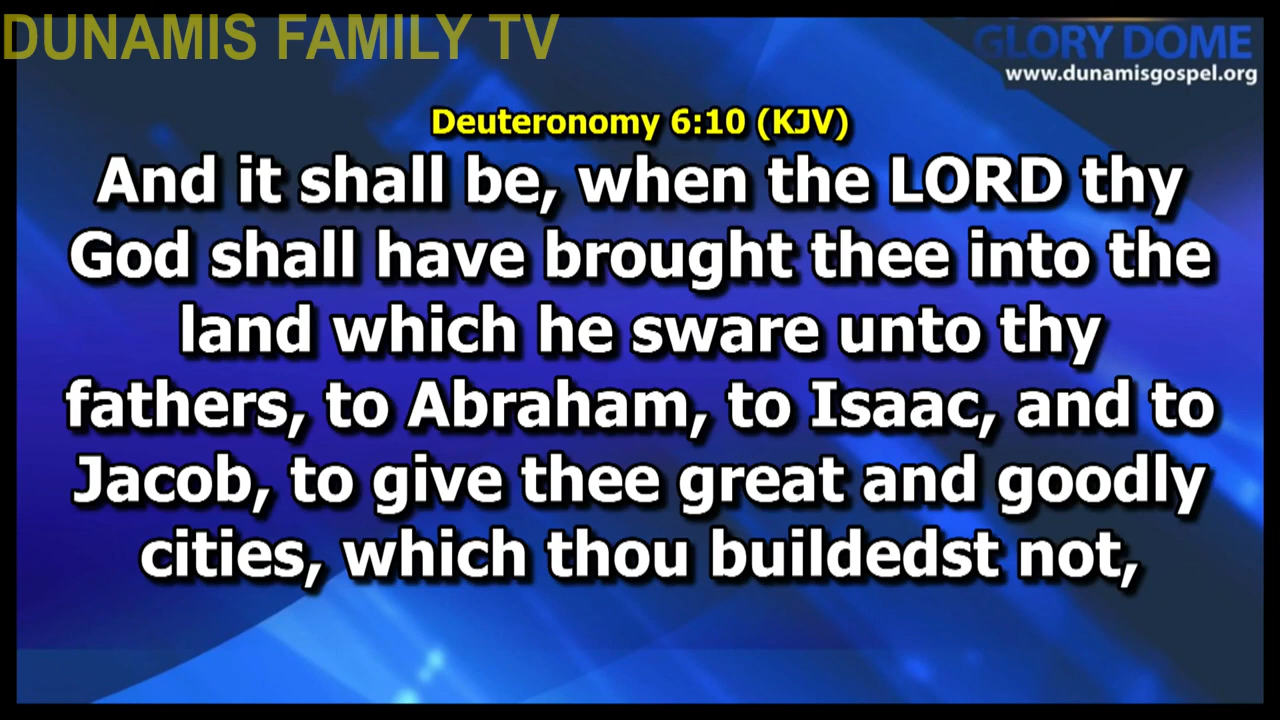 DUNAMIS FAMILY TV
GLORY DOME
www.dunamisgospel.org
Deuteronomy 6:10 (KJV)
And it shall be, when the LORD thy
God shall have brought thee into the
land which he sware unto thy
fathers, to Abraham, to Isaac, and to
Jacob, to give thee great and goodly
cities, which thou buildedst not,